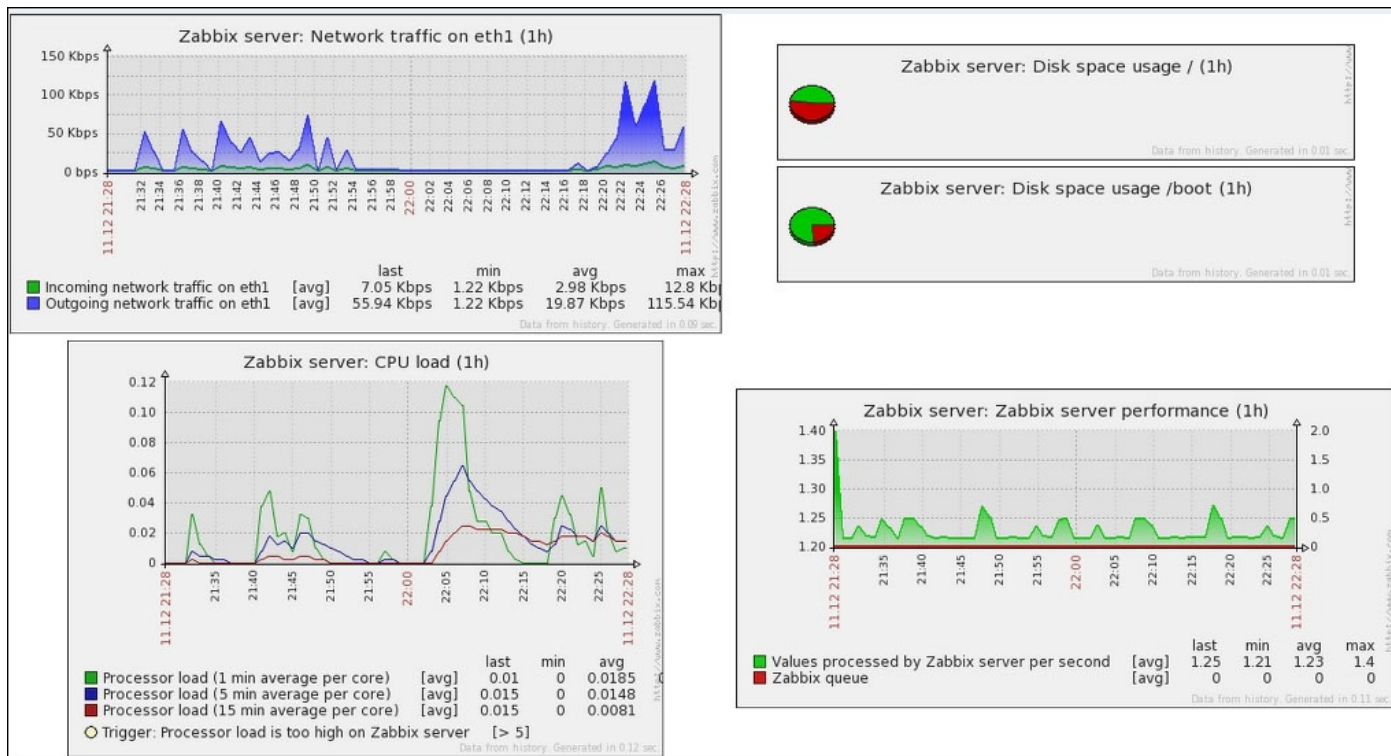 Zabbix server: Network traffic on eth1 (1h)
150 Kbps
100 Kbps
50 Kbps
0 bps
11.12 21:28
21:32
21:34
21:36
21:38
21:40
21:42
21:44
21:46
21:48
21:50
21:52
21:54
21:56
21:58
22:00
22:02
22:04
22:06
22:08
22:10
22:12
22:14
22:16
22:18
22:20
22:22
22:24
22:26
11.12 22:28
last min avg max
Incoming network traffic on eth1 [avg] 7.05 Kbps 1.22 Kbps 2.98 Kbps 12.8 Kbp
Outgoing network traffic on eth1 [avg] 55.94 Kbps 1.22 Kbps 19.87 Kbps 115.54 Kbp
Data from history. Generated in 0.09 sec.
http://www.zabbix.com
Zabbix server: Disk space usage / (1h)
http://www
Data from history. Generated in 0.01 sec.
Zabbix server: Disk space usage /boot (1h)
http://www
Data from history. Generated in 0.01 sec.
Zabbix server: CPU load (1h)
0.12
0.10
0.08
0.06
0.04
0.02
0
11.12 21:28
21:35
21:40
21:45
21:50
21:55
22:00
22:05
22:10
22:15
22:20
22:25
11.12 22:28
last min avg
Processor load (1 min average per core) [avg] 0.01 0 0.0185
Processor load (5 min average per core) [avg] 0.015 0 0.0148
Processor load (15 min average per core) [avg] 0.015 0 0.0081
Trigger: Processor load is too high on Zabbix server [> 5]
Data from history. Generated in 0.12 sec.
http://www.zabbix.com
Zabbix server: Zabbix server performance (1h)
1.40
1.35
1.30
1.25
1.20
2.0
1.5
1.0
0.5
0
11.12 21:28
21:35
21:40
21:45
21:50
21:55
22:00
22:05
22:10
22:15
22:20
22:25
11.12 22:28
last min avg max
Values processed by Zabbix server per second [avg] 1.25 1.21 1.23 1.4
Zabbix queue [avg] 0 0 0 0
Data from history. Generated in 0.11 sec.
http://www.zabbix.com